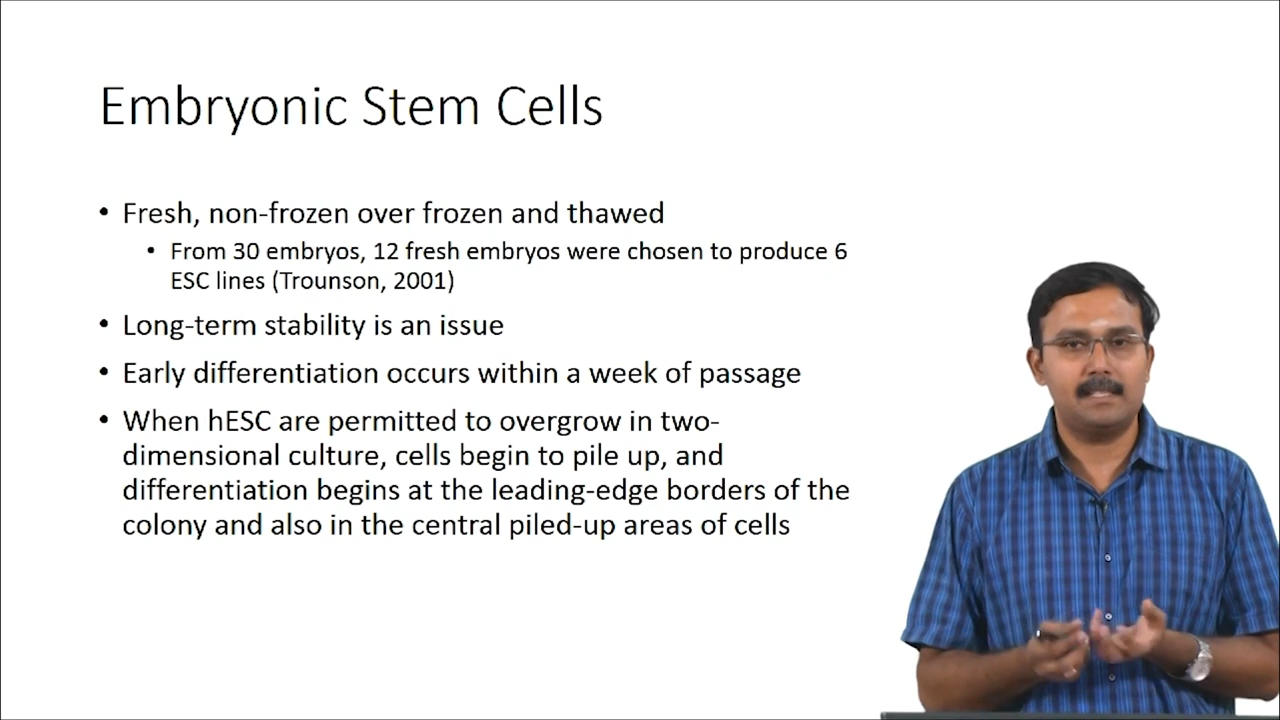 Embryonic Stem Cells
• Fresh, non-frozen over frozen and thawed
• From 30 embryos, 12 fresh embryos were chosen to produce 6
ESC lines (Trounson, 2001)
• Long-term stability is an issue
• Early differentiation occurs within a week of passage
• When hESC are permitted to overgrow in two-
dimensional culture, cells begin to pile up, and
differentiation begins at the leading-edge borders of the
colony and also in the central piled-up areas of cells